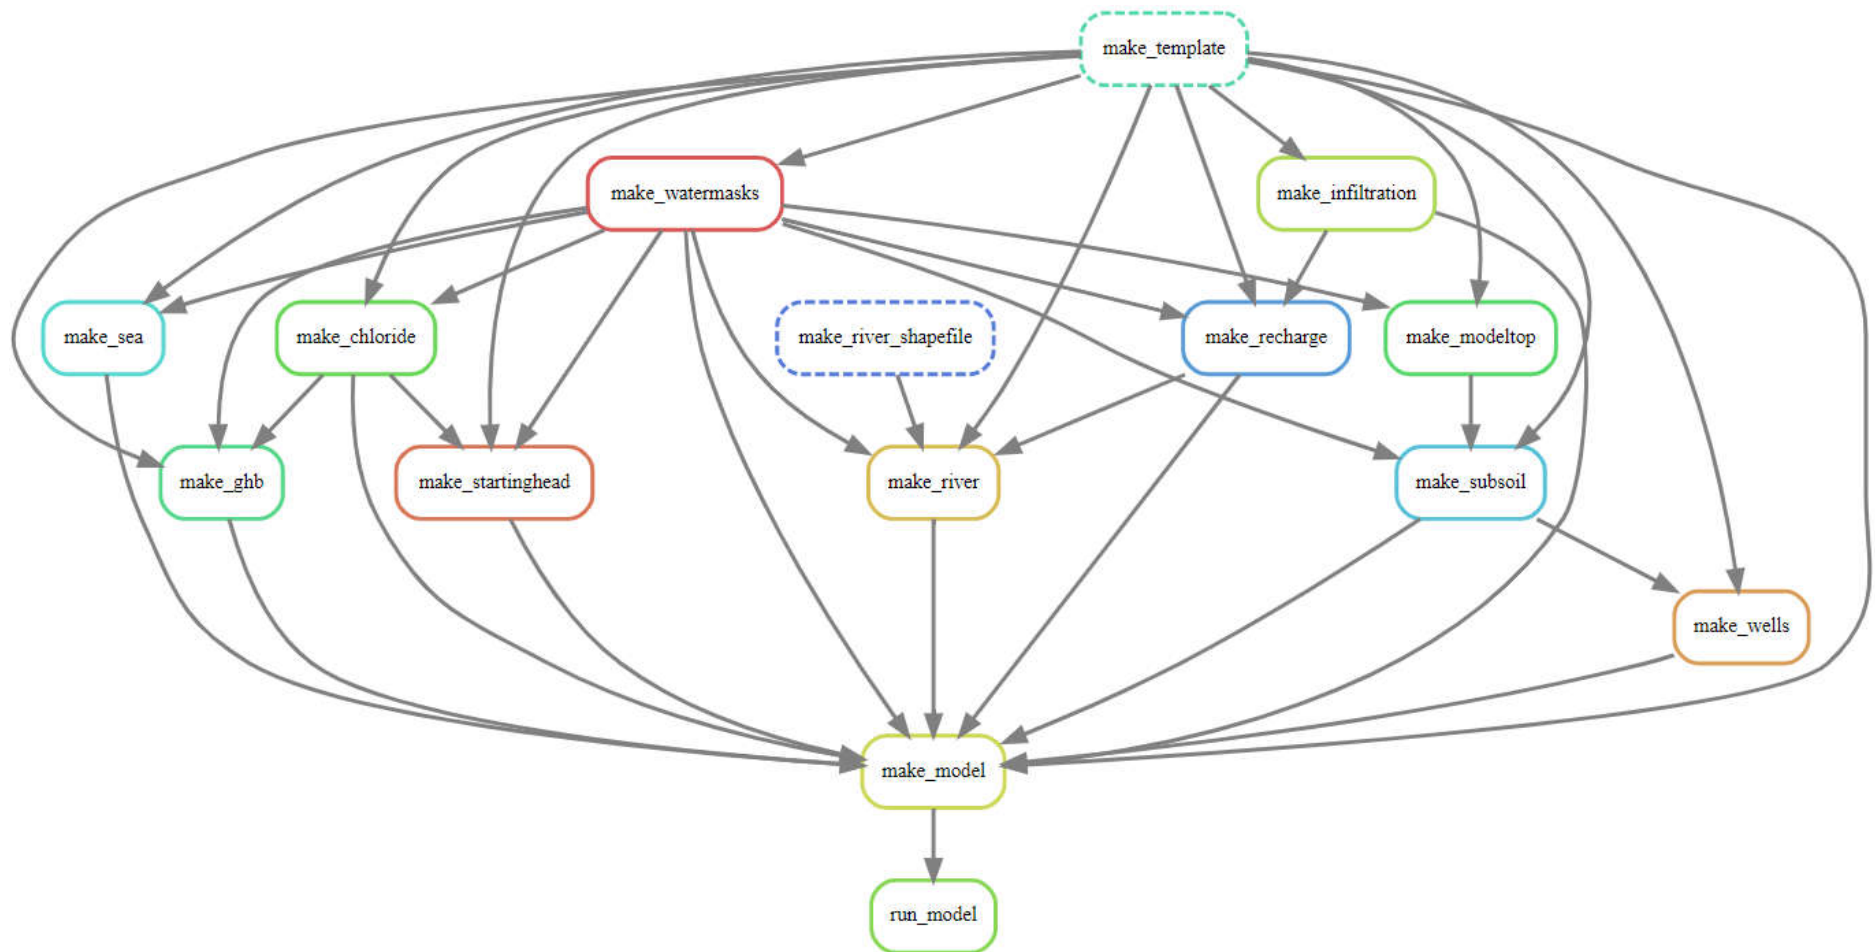 make_template
make_watermasks
make_infiltration
make_sea
make_chloride
make_river_shapefile
make_recharge
make_modeltop
make_ghb
make_startinghead
make_river
make_subsoil
make_wells
make_model
run_model